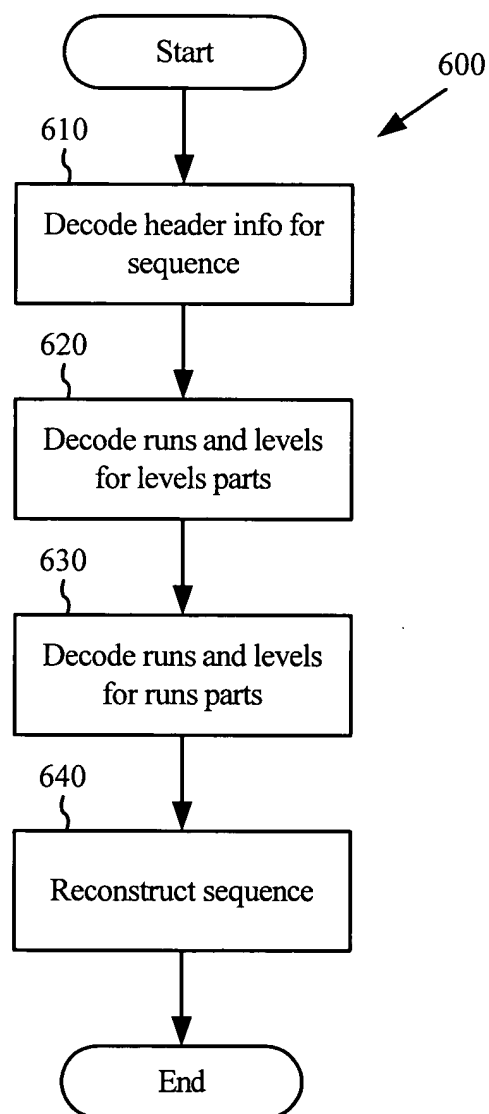 Start
600
610
Decode header info for
sequence
620
Decode runs and levels
for levels parts
630
Decode runs and levels
for runs parts
640
Reconstruct sequence
End